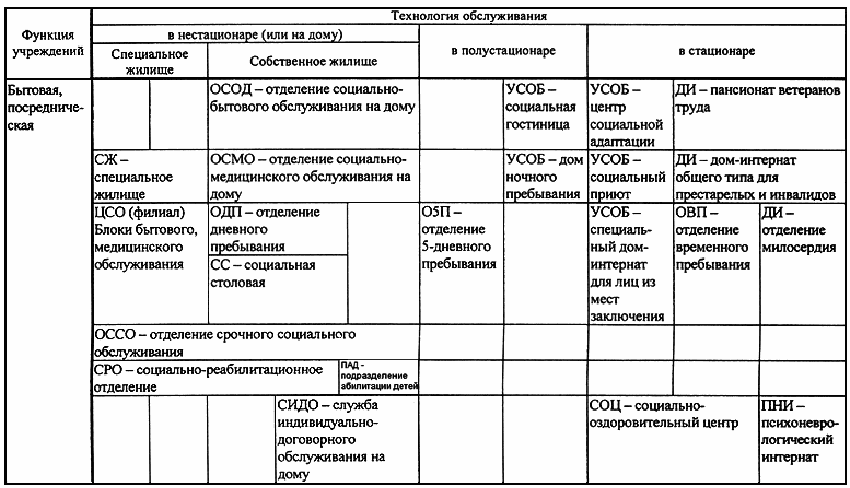 Функция
учреждений
Технология обслуживания
в нестационаре (или на дому)
в полустационаре
в стационаре
Специальное
жилище
Собственное жилище
Бытовая,
посредниче-
ская
ОСОД – отделение социально-
бытового обслуживания на дому
УСОБ –
социальная
гостиница
УСОБ –
центр
социальной
адаптации
ДИ – пансионат ветеранов
труда
СЖ –
специальное
жилище
ОСМО – отделение социально-
медицинского обслуживания на
дому
УСОБ – дом
ночного
пребывания
УСОБ –
социальный
приют
ДИ – дом-интернат
общего типа для
престарелых и инвалидов
ЦСО (филиал)
Блоки бытового,
медицинского
обслуживания
ОДП – отделение
дневного
пребывания
СС – социальная
столовая
О5П –
отделение
5-дневного
пребывания
УСОБ –
специаль-
ный дом-
интернат
для лиц из
мест
заключения
ОВП –
отделение
временного
пребывания
ДИ –
отделение
милосердия
ОССО – отделение срочного социального
обслуживания
СРО – социально-реабилитационное
отделение
ПАД -
подразделение
абилитации детей
СИДО – служба
индивидуально-
договорного
обслуживания на
дому
СОЦ – социально-
оздоровительный центр
ПНИ –
психоневро-
логический
интернат